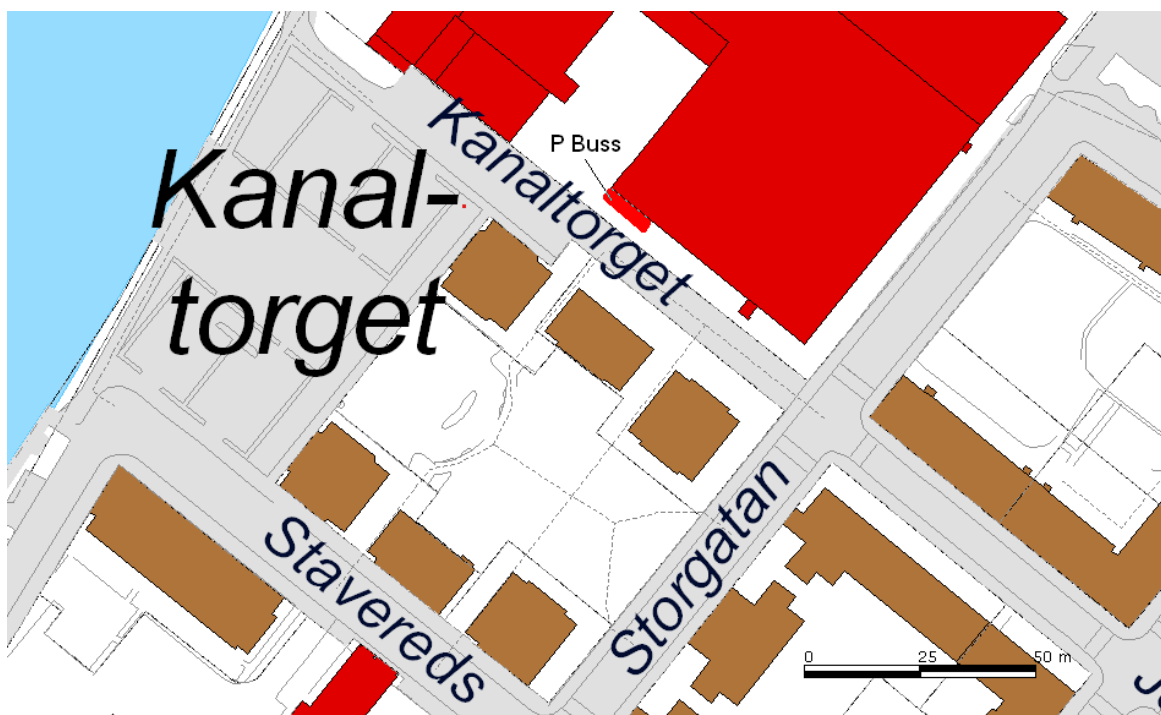 P Buss
Kanaltorget
Kanal-
torget
Stavereds
Storgatan
0 25 50 m